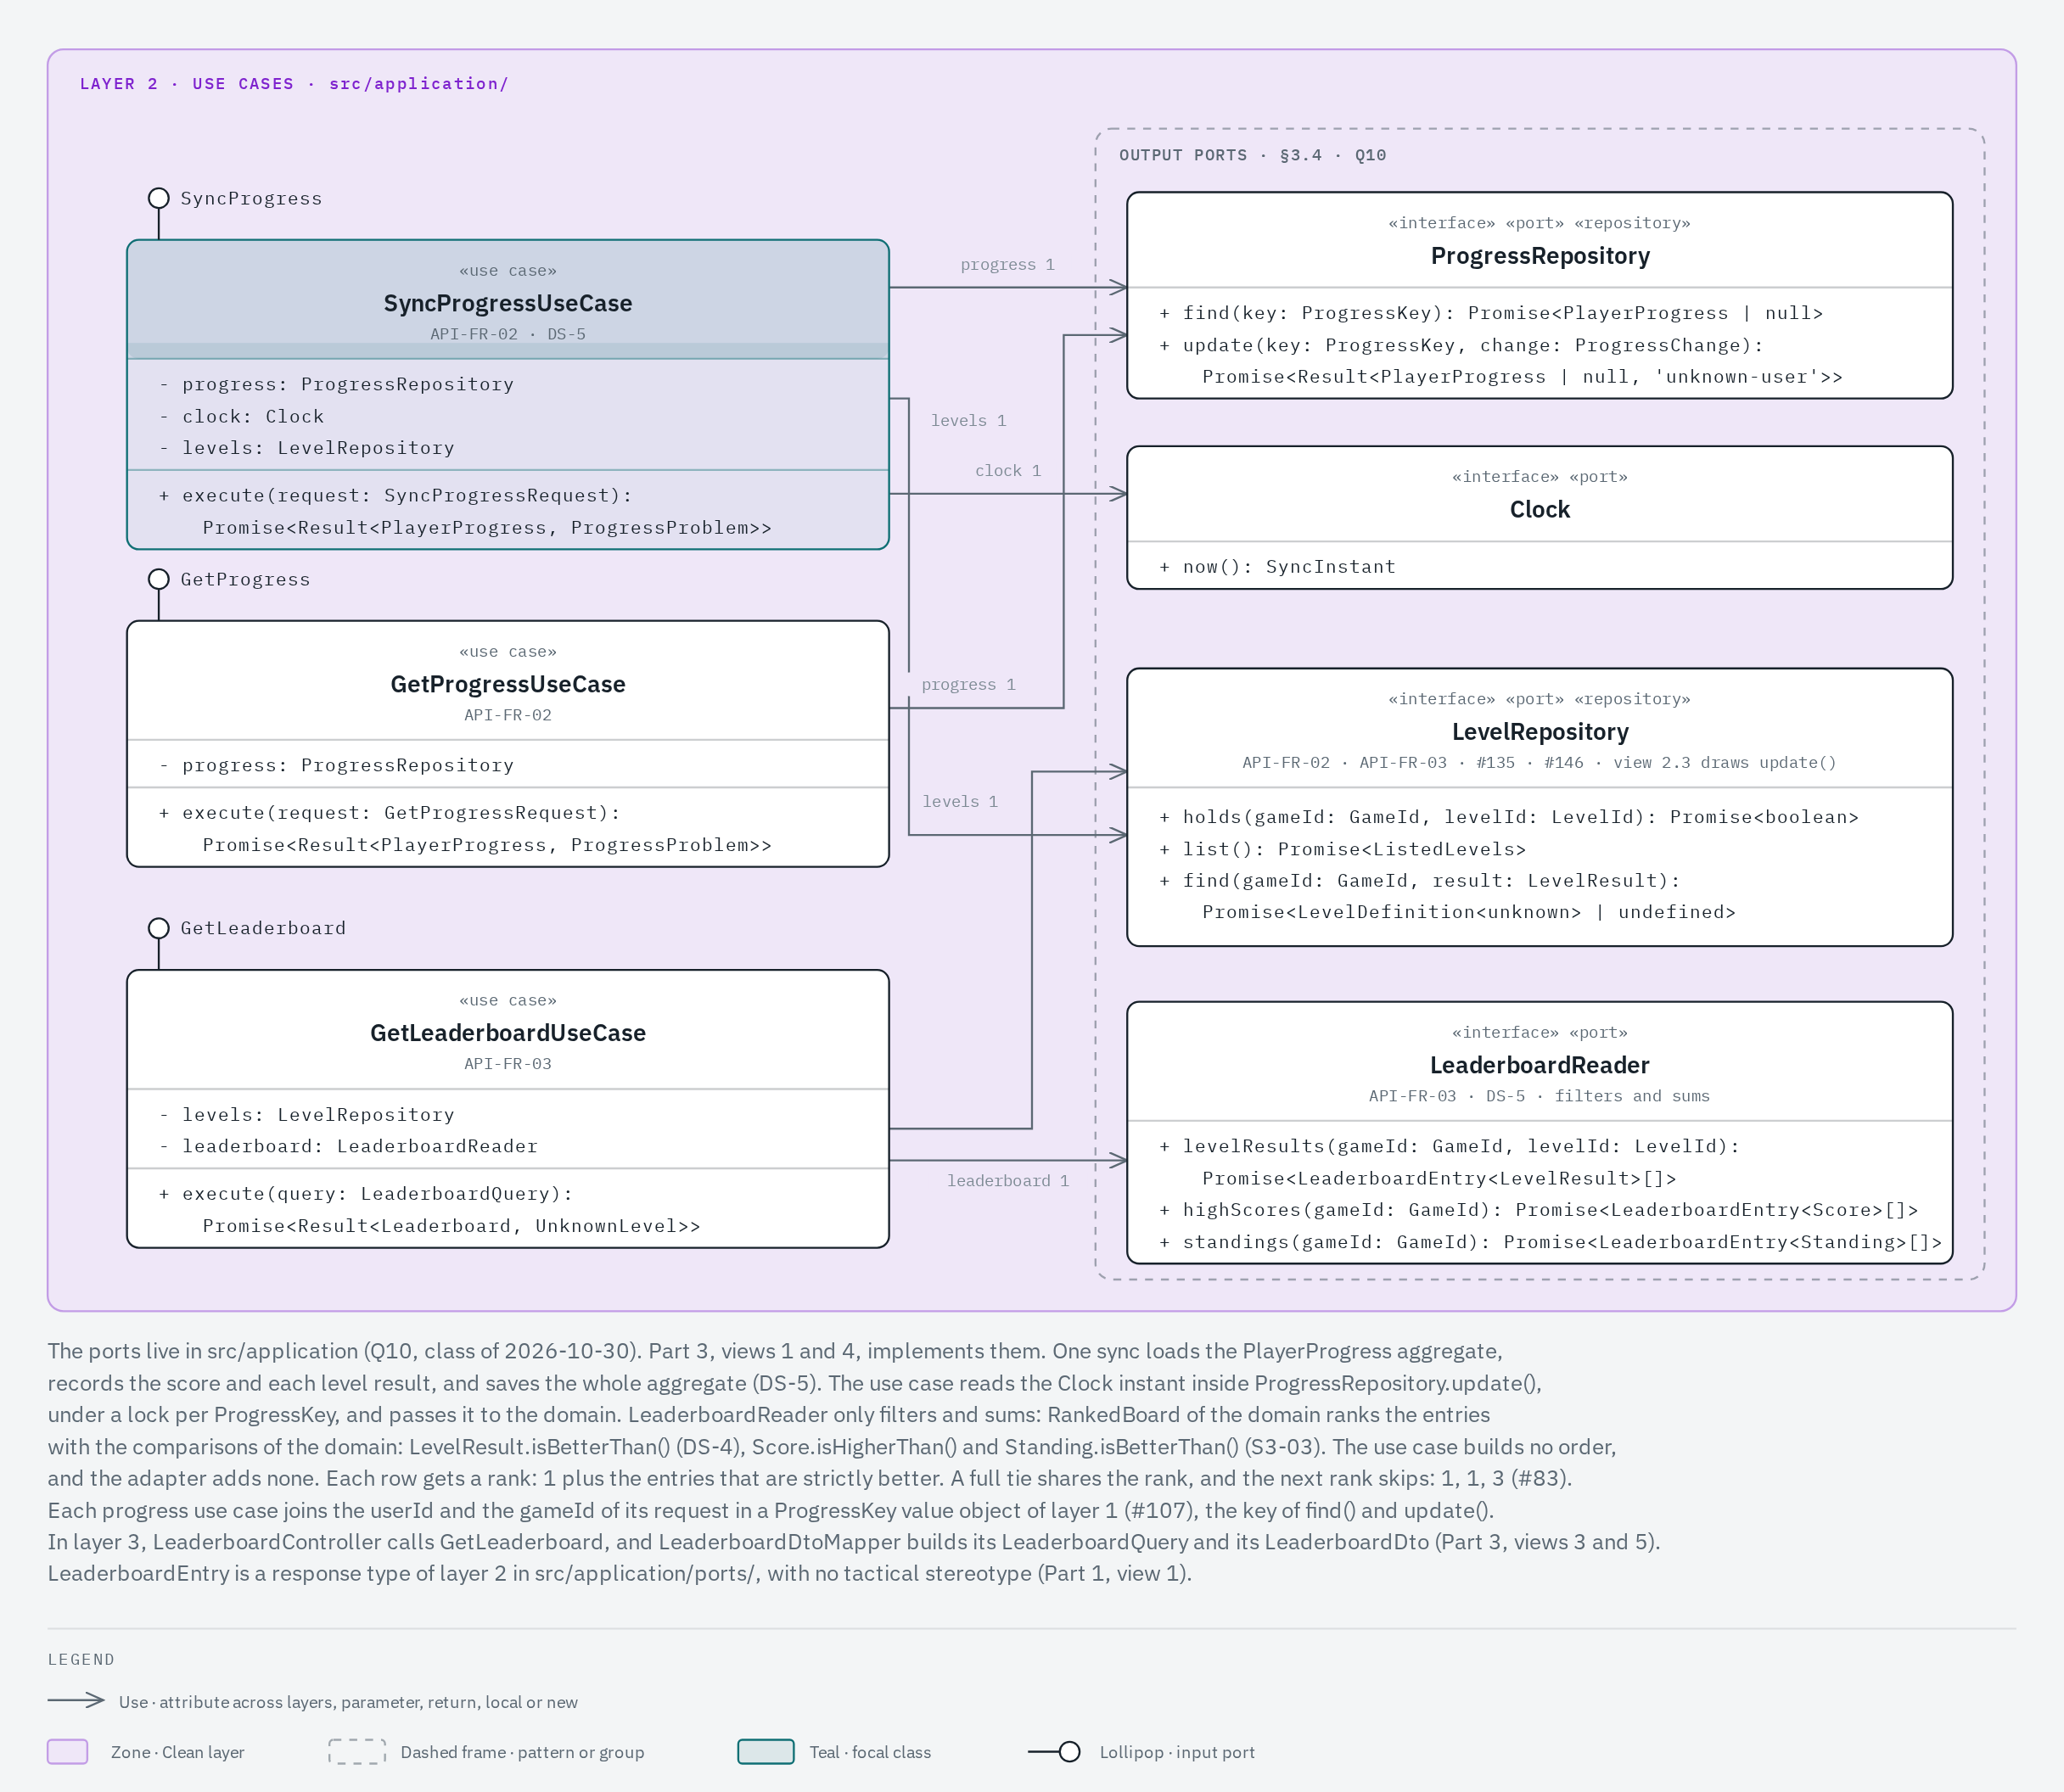 LAYER 2 · USE CASES · src/application/
OUTPUT PORTS · §3.4 · Q10
SyncProgress
«use case»
SyncProgressUseCase
API-FR-02 · DS-5
- progress: ProgressRepository
- clock: Clock
- levels: LevelRepository
+ execute(request: SyncProgressRequest):
Promise<Result<PlayerProgress, ProgressProblem>>
GetProgress
«use case»
GetProgressUseCase
API-FR-02
- progress: ProgressRepository
+ execute(request: GetProgressRequest):
Promise<Result<PlayerProgress, ProgressProblem>>
GetLeaderboard
«use case»
GetLeaderboardUseCase
API-FR-03
- levels: LevelRepository
- leaderboard: LeaderboardReader
+ execute(query: LeaderboardQuery):
Promise<Result<Leaderboard, UnknownLevel>>
progress 1
levels 1
clock 1
progress 1
levels 1
leaderboard 1
«interface» «port» «repository»
ProgressRepository
+ find(key: ProgressKey): Promise<PlayerProgress | null>
+ update(key: ProgressKey, change: ProgressChange):
Promise<Result<PlayerProgress | null, 'unknown-user'>>
«interface» «port»
Clock
+ now(): SyncInstant
«interface» «port» «repository»
LevelRepository
API-FR-02 · API-FR-03 · #135 · #146 · view 2.3 draws update()
+ holds(gameId: GameId, levelId: LevelId): Promise<boolean>
+ list(): Promise<ListedLevels>
+ find(gameId: GameId, result: LevelResult):
Promise<LevelDefinition<unknown> | undefined>
«interface» «port»
LeaderboardReader
API-FR-03 · DS-5 · filters and sums
+ levelResults(gameId: GameId, levelId: LevelId):
Promise<LeaderboardEntry<LevelResult>[]>
+ highScores(gameId: GameId): Promise<LeaderboardEntry<Score>[]>
+ standings(gameId: GameId): Promise<LeaderboardEntry<Standing>[]>
The ports live in src/application (Q10, class of 2026-10-30). Part 3, views 1 and 4, implements them. One sync loads the PlayerProgress aggregate,
records the score and each level result, and saves the whole aggregate (DS-5). The use case reads the Clock instant inside ProgressRepository.update(),
under a lock per ProgressKey, and passes it to the domain. LeaderboardReader only filters and sums: RankedBoard of the domain ranks the entries
with the comparisons of the domain: LevelResult.isBetterThan() (DS-4), Score.isHigherThan() and Standing.isBetterThan() (S3-03). The use case builds no order,
and the adapter adds none. Each row gets a rank: 1 plus the entries that are strictly better. A full tie shares the rank, and the next rank skips: 1, 1, 3 (#83).
Each progress use case joins the userId and the gameId of its request in a ProgressKey value object of layer 1 (#107), the key of find() and update().
In layer 3, LeaderboardController calls GetLeaderboard, and LeaderboardDtoMapper builds its LeaderboardQuery and its LeaderboardDto (Part 3, views 3 and 5).
LeaderboardEntry is a response type of layer 2 in src/application/ports/, with no tactical stereotype (Part 1, view 1).
LEGEND
Use · attribute across layers, parameter, return, local or new
Zone · Clean layer
Dashed frame · pattern or group
Teal · focal class
Lollipop · input port